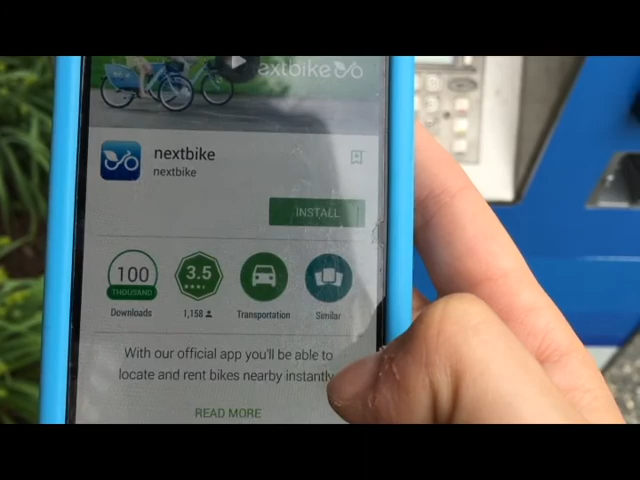 nextbike
nextbike
nextbike
INSTALL
100
THOUSAND
3.5
Downloads
1,158
Transportation
Similar
With our official app you'll be able to
locate and rent bikes nearby instantly
READ MORE